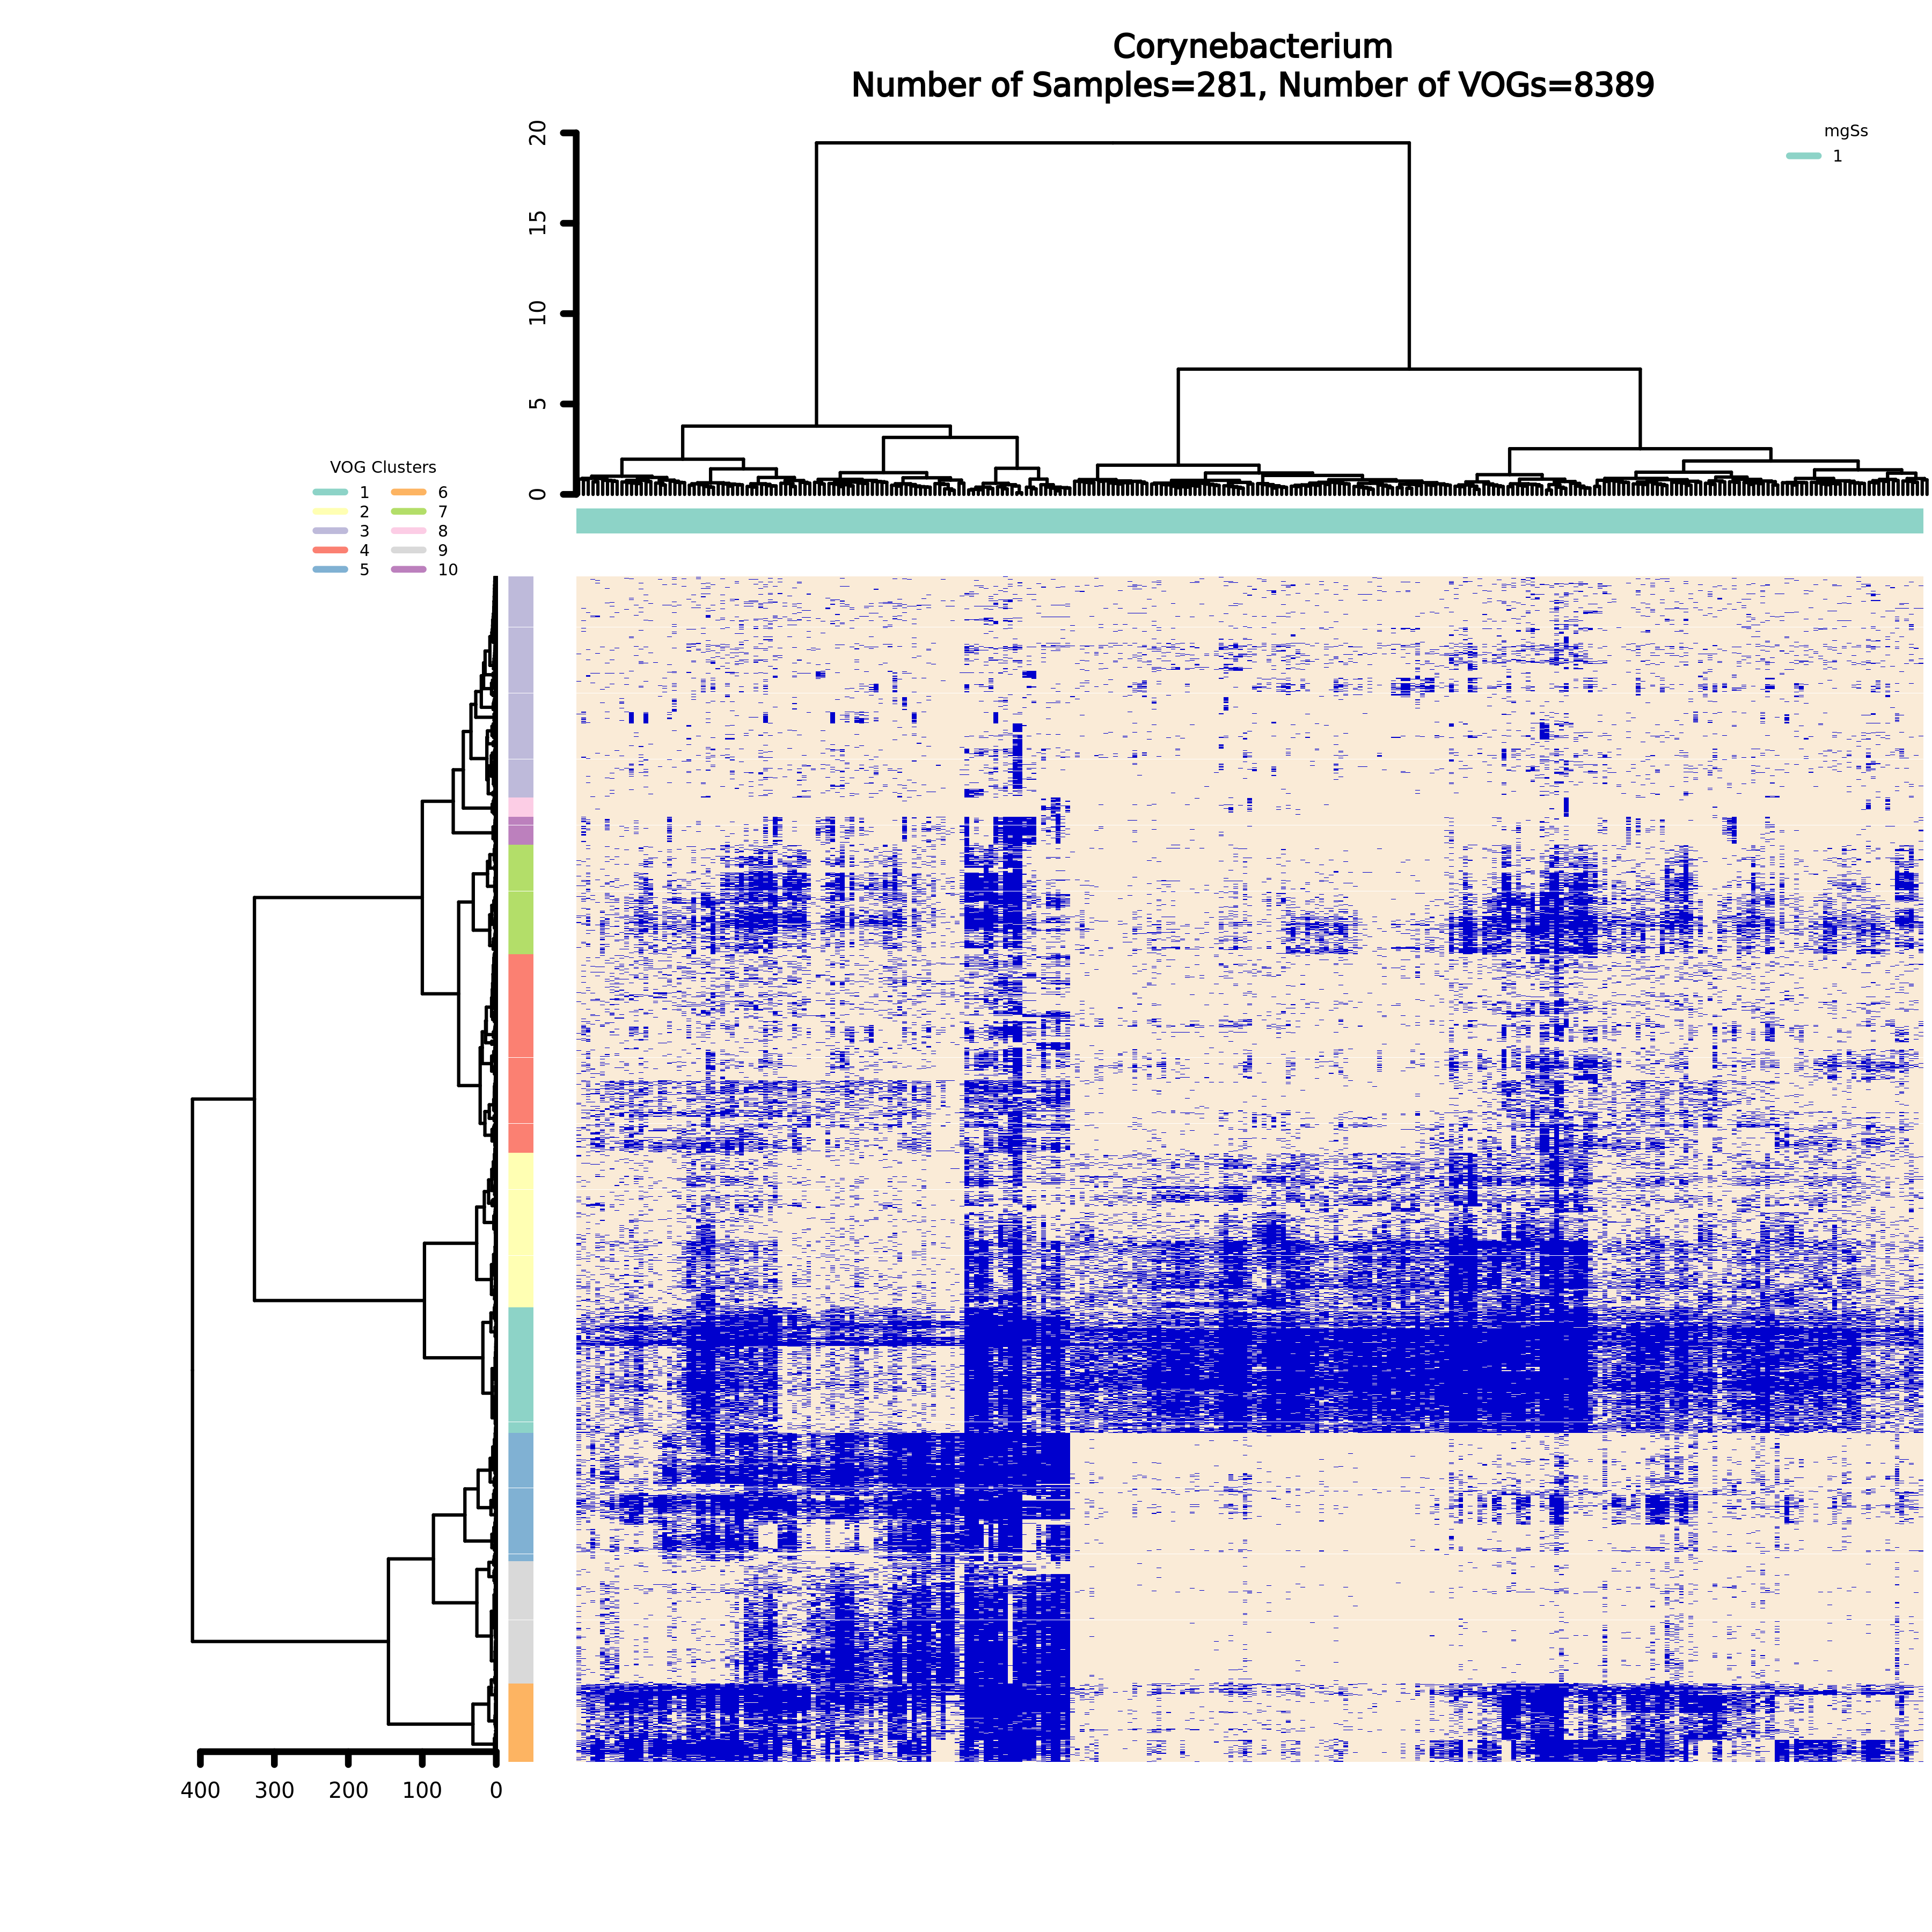 Corynebacterium
Number of Samples=281, Number of VOGs=8389
mgSs
1
20
15
10
5
0
VOG Clusters
1 6
2 7
3 8
4 9
5 10
400 300 200 100 0